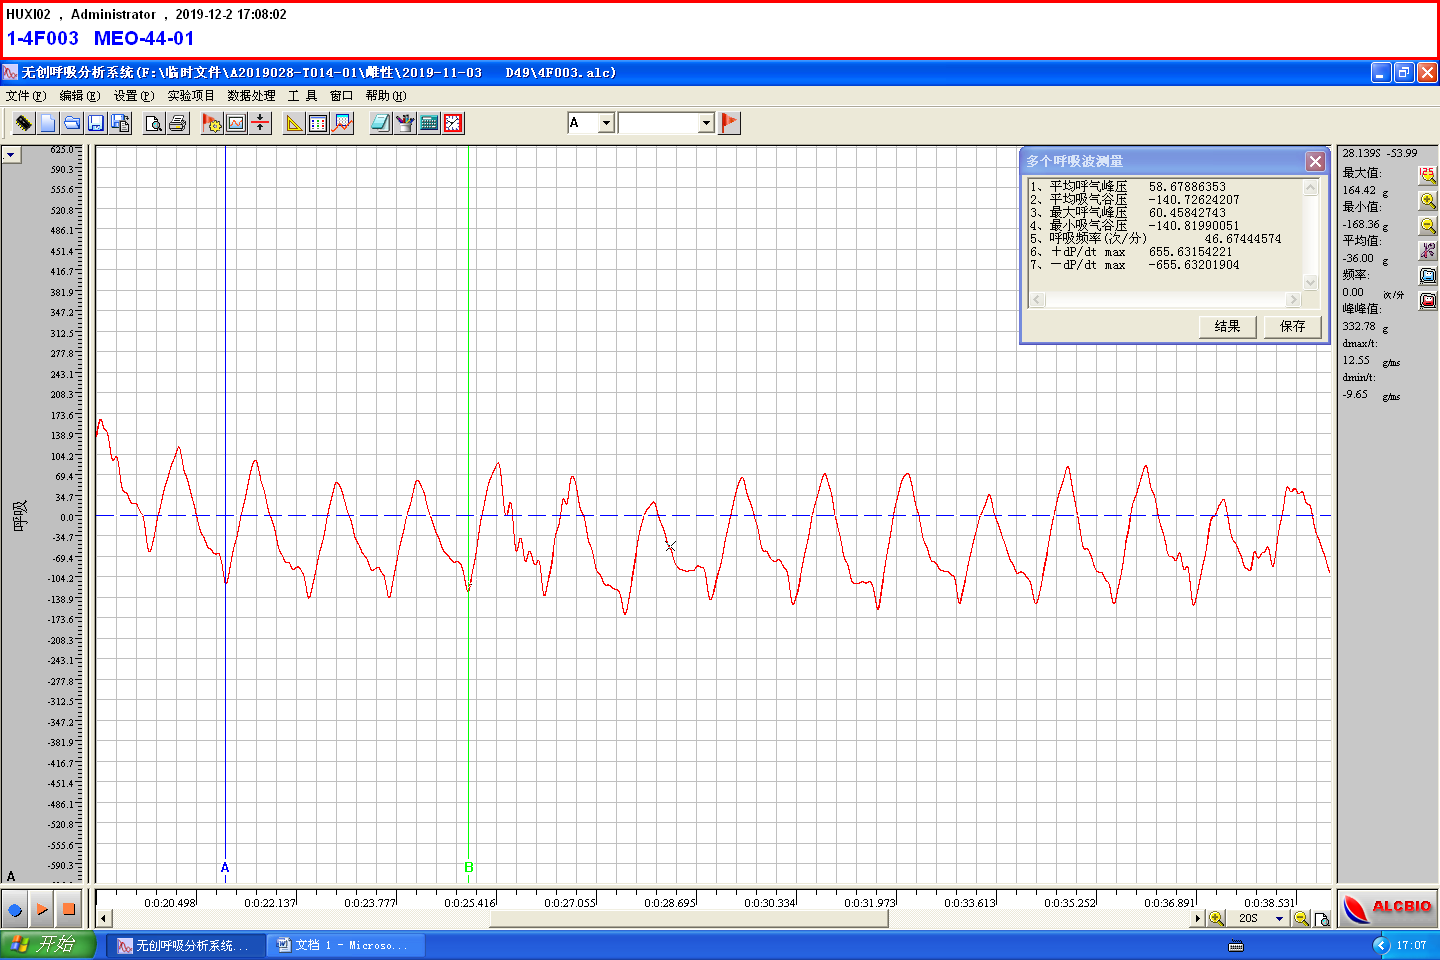 HUXI02 , Administrator , 2019-12-2 17:08:02
1-4F003 MEO-44-01
无创呼吸分析系统(F:\临时文件\A2019028-T014-01\雌性\2019-11-03 D49\4F003.alc)
文件(F) 编辑(E) 设置(P) 实验项目 数据处理 工 具 窗口 帮助(H)
A
625.0
590.3
555.6
520.8
486.1
451.4
416.7
381.9
347.2
312.5
277.8
243.1
208.3
173.6
138.9
104.2
69.4
34.7
0.0
-34.7
-69.4
-104.2
-138.9
-173.6
-208.3
-243.1
-277.8
-312.5
-347.2
-381.9
-416.7
-451.4
-486.1
-520.8
-555.6
-590.3
呼吸
A
A
B
多个呼吸波测量
1、平均呼气峰压 58.67886353
2、平均吸气谷压 -140.72624207
3、最大呼气峰压 60.45842743
4、最小吸气谷压 -140.81990051
5、呼吸频率(次/分) 46.67444574
6、+dP/dt max 655.63154221
7、-dP/dt max -655.63201904
结果 保存
28.139S -53.99
最大值:
164.42 g
最小值:
-168.36 g
平均值:
-36.00 g
频率:
0.00 次/分
峰峰值:
332.78 g
dmax/t:
12.55 g/ms
dmin/t:
-9.65 g/ms
125
0:0:20.498 0:0:22.137 0:0:23.777 0:0:25.416 0:0:27.055 0:0:28.695 0:0:30.334 0:0:31.973 0:0:33.613 0:0:35.252 0:0:36.891 0:0:38.531
20S
ALCBIO
开始 无创呼吸分析系统... 文档 1 - Microso... 17:07